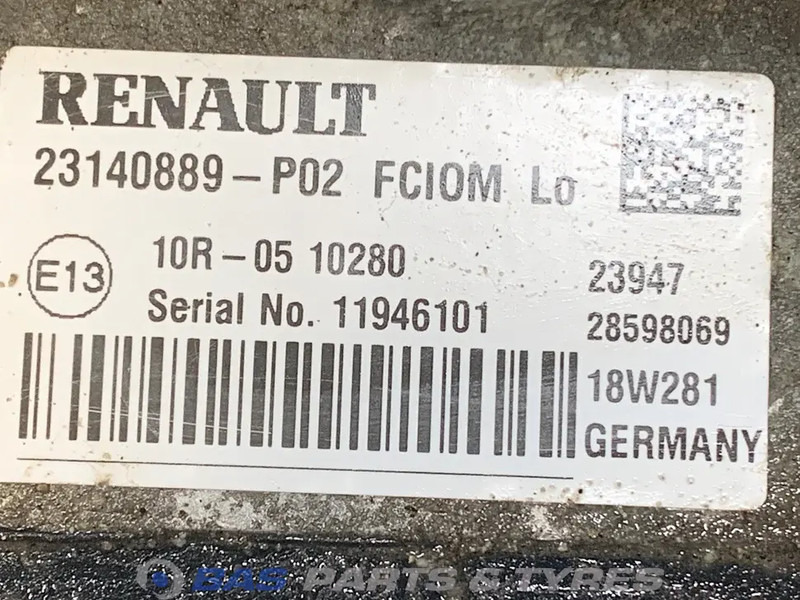 RENAULT
23140889-P02 FCIOM Lo
E13
10R-05 10280
23947
Serial No. 11946101
28598069
18W281
GERMANY
BAS PARTS & TYRES